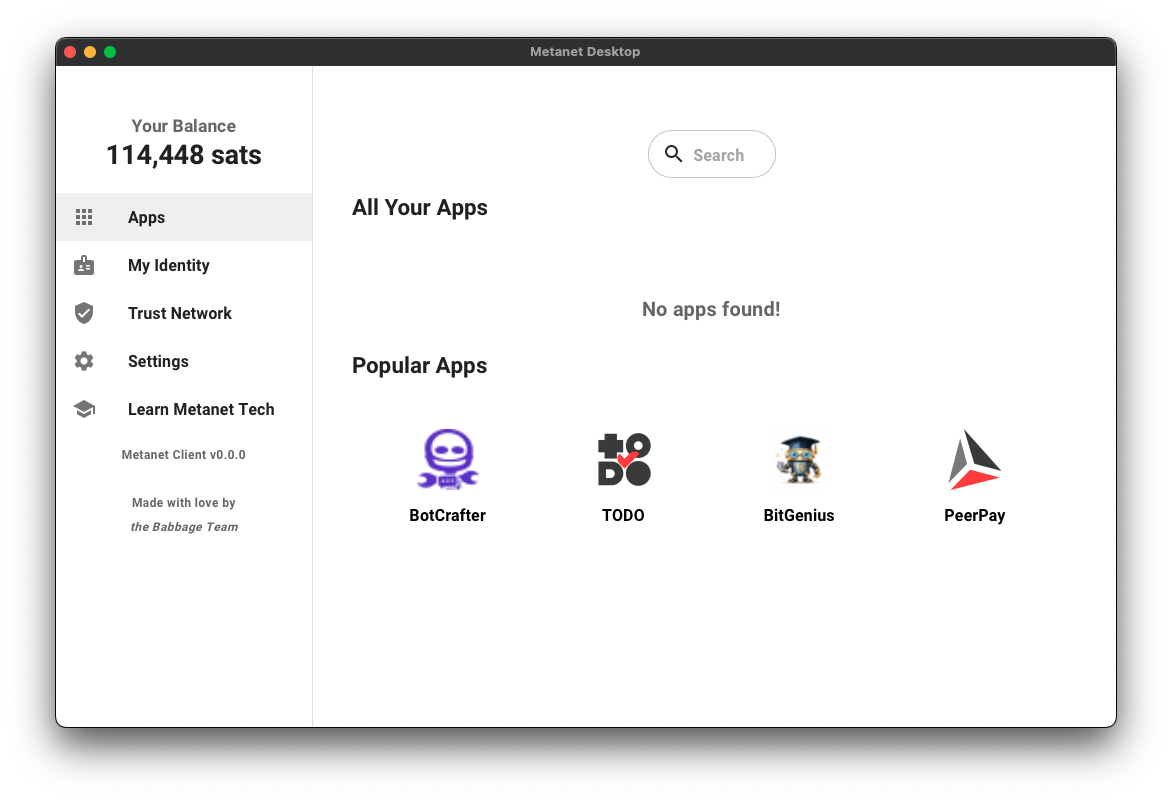 Metanet Desktop
Your Balance
114,448 sats
Apps
My Identity
Trust Network
Settings
Learn Metanet Tech
Metanet Client v0.0.0
Made with love by
the Babbage Team
Search
All Your Apps
No apps found!
Popular Apps
TODO
BotCrafter
TODO
BitGenius
PeerPay